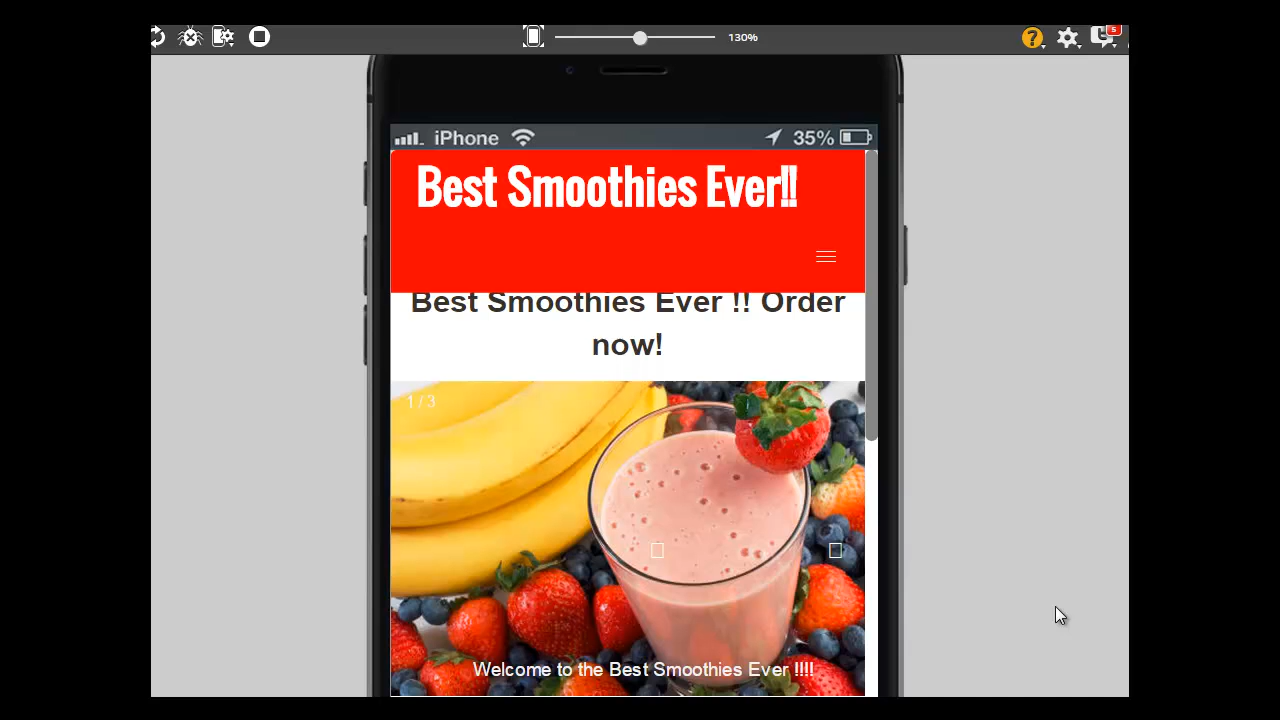 130%
?
5
iPhone
35%
Best Smoothies Ever!!
Best Smoothies Ever !! Order
now!
1 / 3
Welcome to the Best Smoothies Ever !!!!